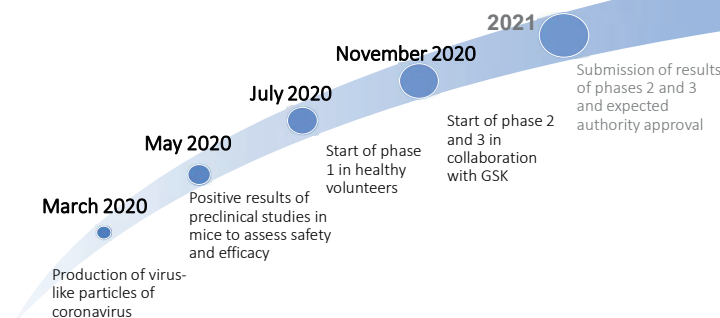 March 2020
Production of virus-
like particles of
coronavirus
May 2020
Positive results of
preclinical studies in
mice to assess safety
and efficacy
July 2020
Start of phase
1 in healthy
volunteers
November 2020
Start of phase 2
and 3 in
collaboration
with GSK
2021
Submission of results
of phases 2 and 3
and expected
authority approval